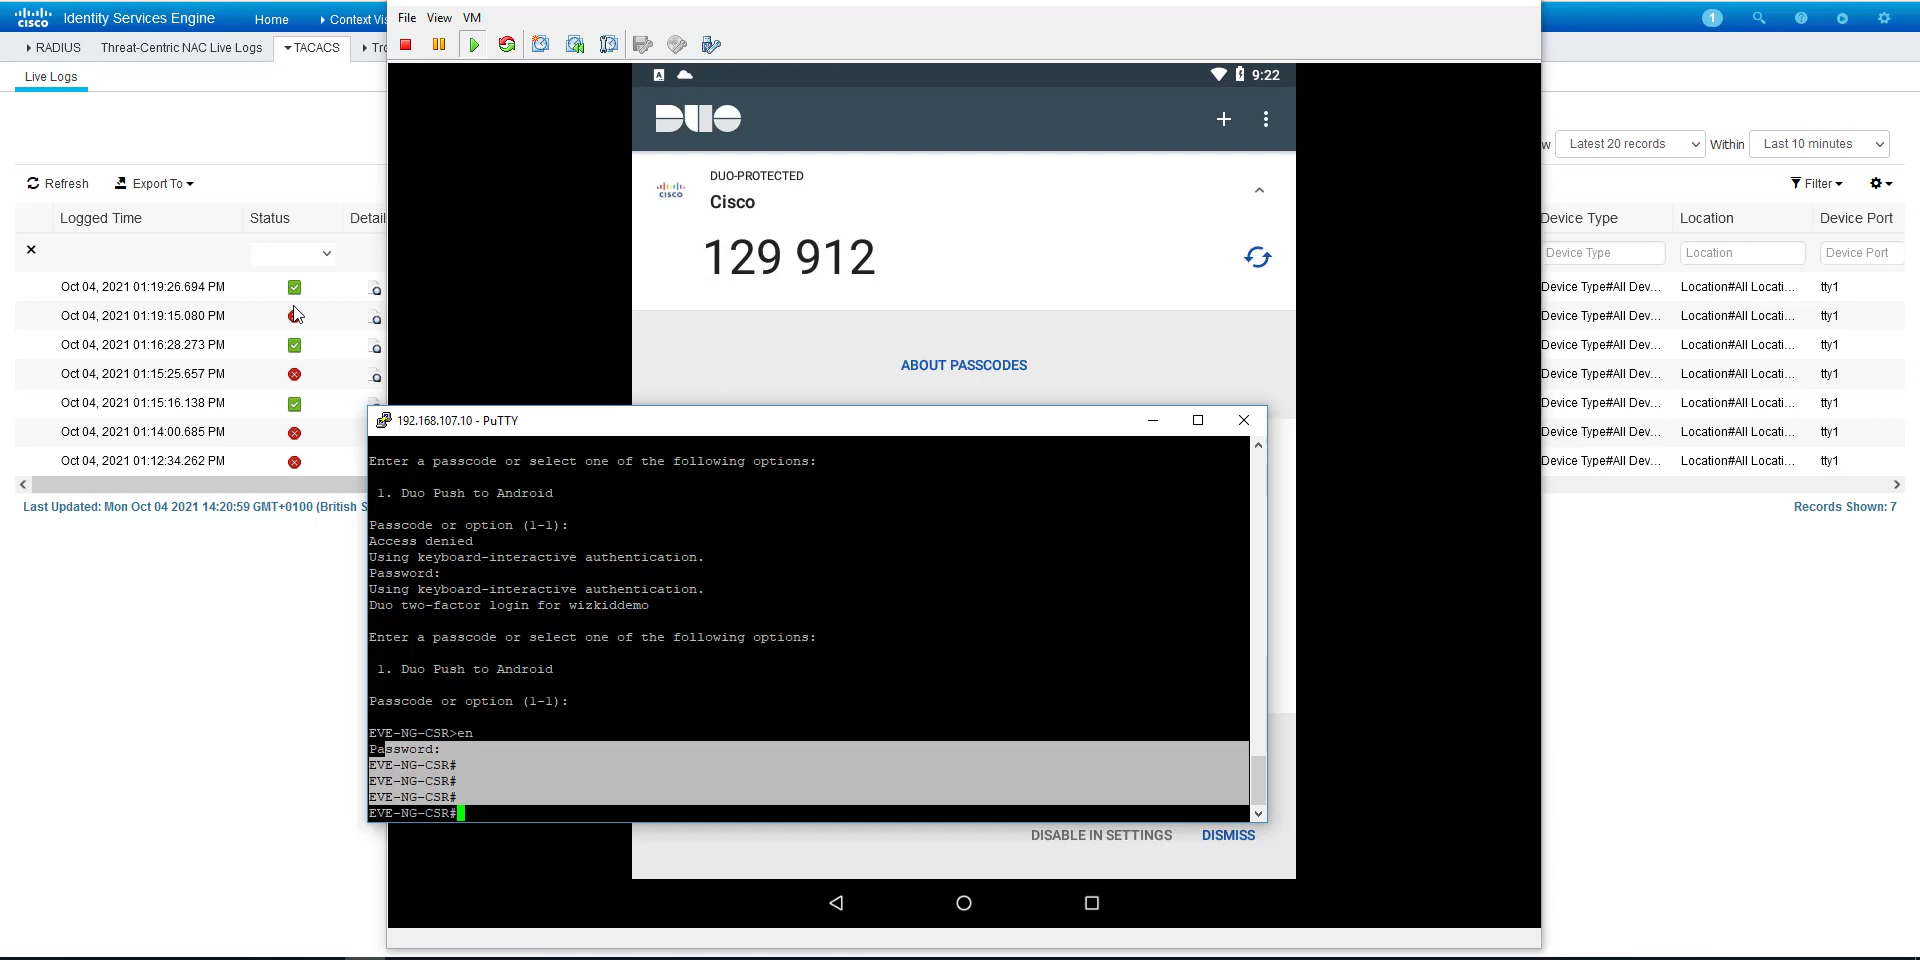 cisco Identity Services Engine Home Context Vis
1
RADIUS Threat-Centric NAC Live Logs TACACS Tro
Live Logs
w Latest 20 records Within Last 10 minutes
Refresh Export To
Filter
Logged Time Status Detail
Device Type Location Device Port
Device Type Location Device Port
Oct 04, 2021 01:19:26.694 PM
Device Type#All Dev... Location#All Locati... tty1
Oct 04, 2021 01:19:15.080 PM
Device Type#All Dev... Location#All Locati... tty1
Oct 04, 2021 01:16:28.273 PM
Device Type#All Dev... Location#All Locati... tty1
Oct 04, 2021 01:15:25.657 PM
Device Type#All Dev... Location#All Locati... tty1
Oct 04, 2021 01:15:16.138 PM
Device Type#All Dev... Location#All Locati... tty1
Oct 04, 2021 01:14:00.685 PM
Device Type#All Dev... Location#All Locati... tty1
Oct 04, 2021 01:12:34.262 PM
Device Type#All Dev... Location#All Locati... tty1
Last Updated: Mon Oct 04 2021 14:20:59 GMT+0100 (British S
Records Shown: 7
File View VM
A 9:22
DUO
DUO-PROTECTED
cisco Cisco
129 912
ABOUT PASSCODES
192.168.107.10 - PuTTY
Enter a passcode or select one of the following options:
1. Duo Push to Android
Passcode or option (1-1):
Access denied
Using keyboard-interactive authentication.
Password:
Using keyboard-interactive authentication.
Duo two-factor login for wizkiddemo
Enter a passcode or select one of the following options:
1. Duo Push to Android
Passcode or option (1-1):
EVE-NG-CSR>en
Password:
EVE-NG-CSR#
EVE-NG-CSR#
EVE-NG-CSR#
EVE-NG-CSR#
DISABLE IN SETTINGS DISMISS